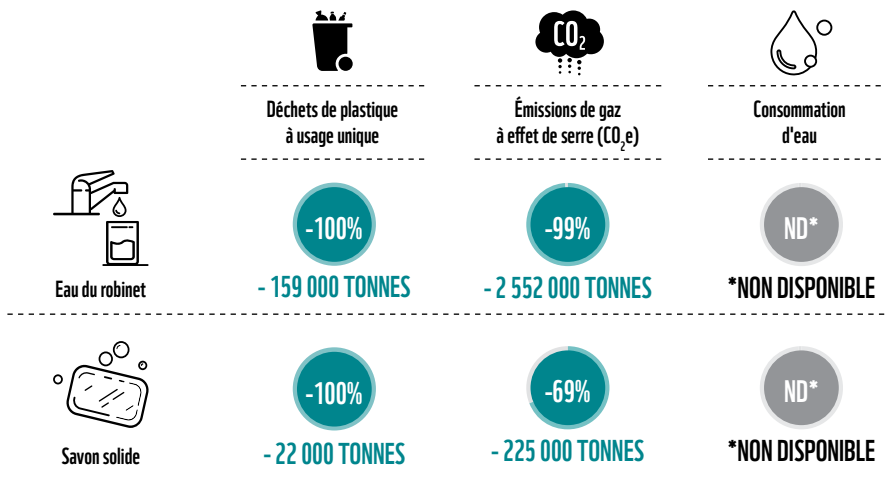 CO2
Déchets de plastique
à usage unique
Émissions de gaz
à effet de serre (CO2e)
Consommation
d'eau
-100%
-99%
ND*
Eau du robinet
- 159 000 TONNES
- 2 552 000 TONNES
*NON DISPONIBLE
-100%
-69%
ND*
Savon solide
- 22 000 TONNES
- 225 000 TONNES
*NON DISPONIBLE